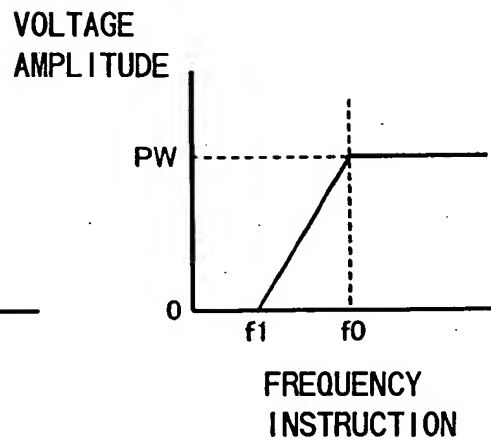 VOLTAGE
AMPLITUDE
PW
0
f1
f0
FREQUENCY
INSTRUCTION